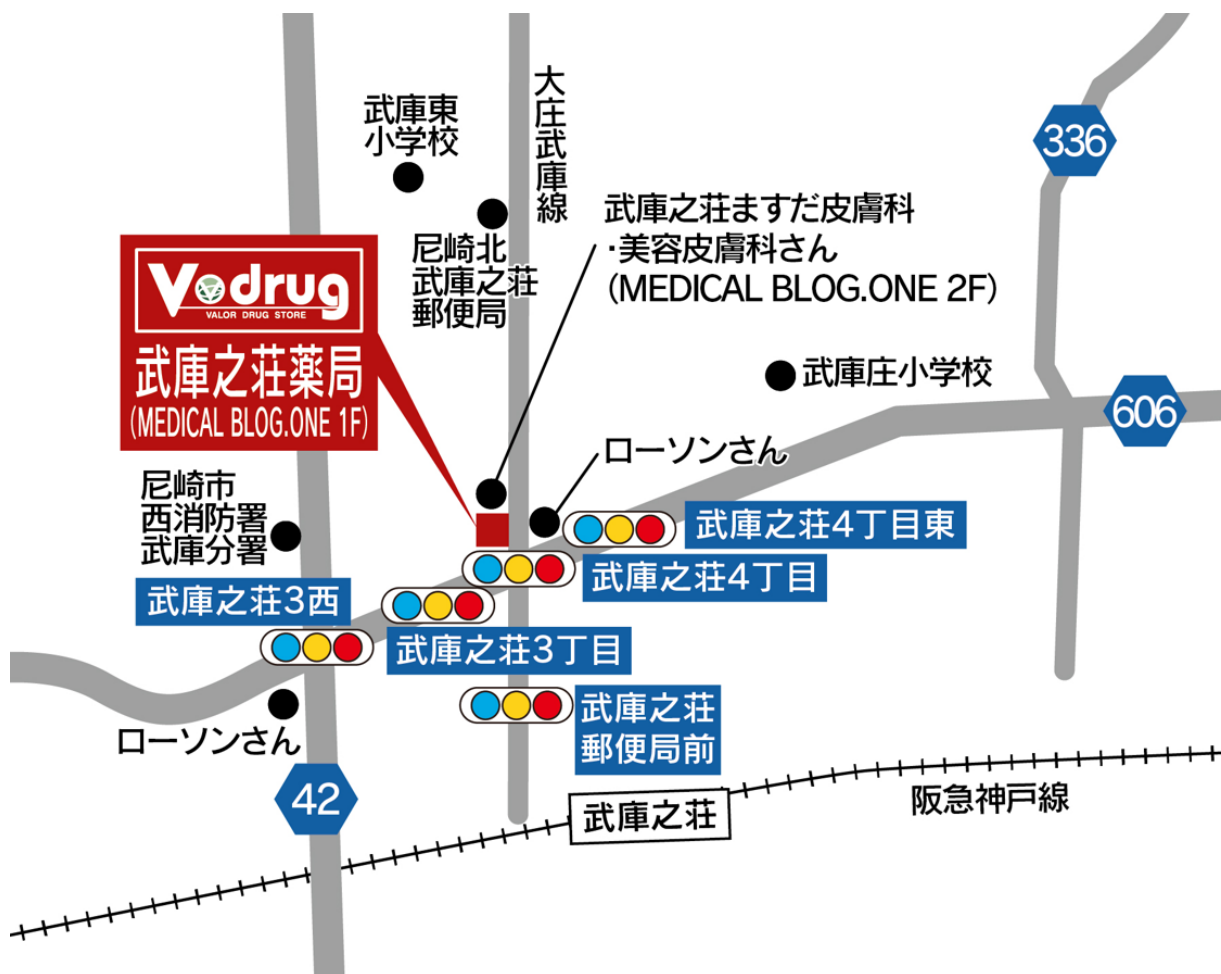 武庫東
小学校
大庄武庫線
336
尼崎北
武庫之荘
郵便局
武庫之荘ますだ皮膚科
・美容皮膚科さん
(MEDICAL BLOG.ONE 2F)
Vdrug
VALOR DRUG STORE
武庫之荘薬局
(MEDICAL BLOG.ONE 1F)
武庫庄小学校
606
ローソンさん
尼崎市
西消防署
武庫分署
武庫之荘4丁目東
武庫之荘4丁目
武庫之荘3西
武庫之荘3丁目
武庫之荘
郵便局前
ローソンさん
42
武庫之荘
阪急神戸線